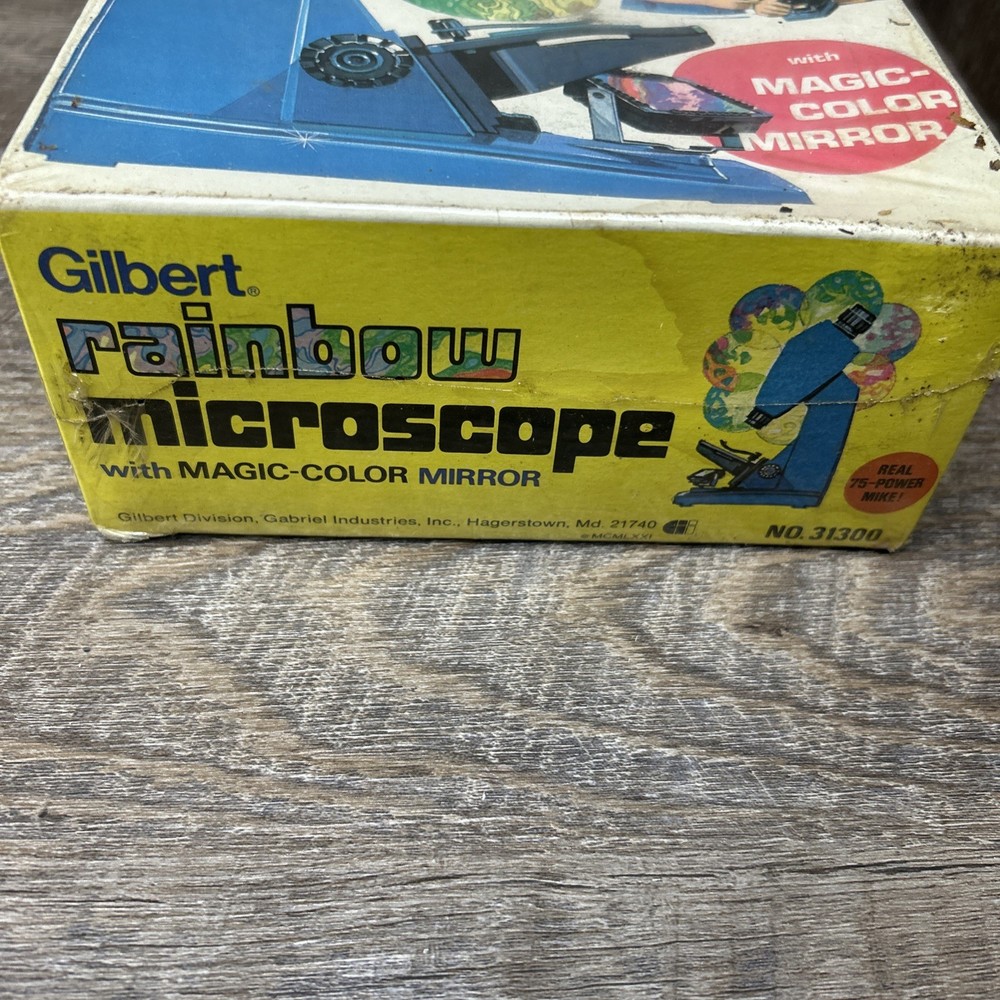 with
MAGIC-
COLOR
MIRROR
Gilbert®
rainbow
microscope
with MAGIC-COLOR MIRROR
REAL
75-POWER
MIKE!
Gilbert Division, Gabriel Industries, Inc., Hagerstown, Md. 21740
© MCMLXXI
NO. 31300